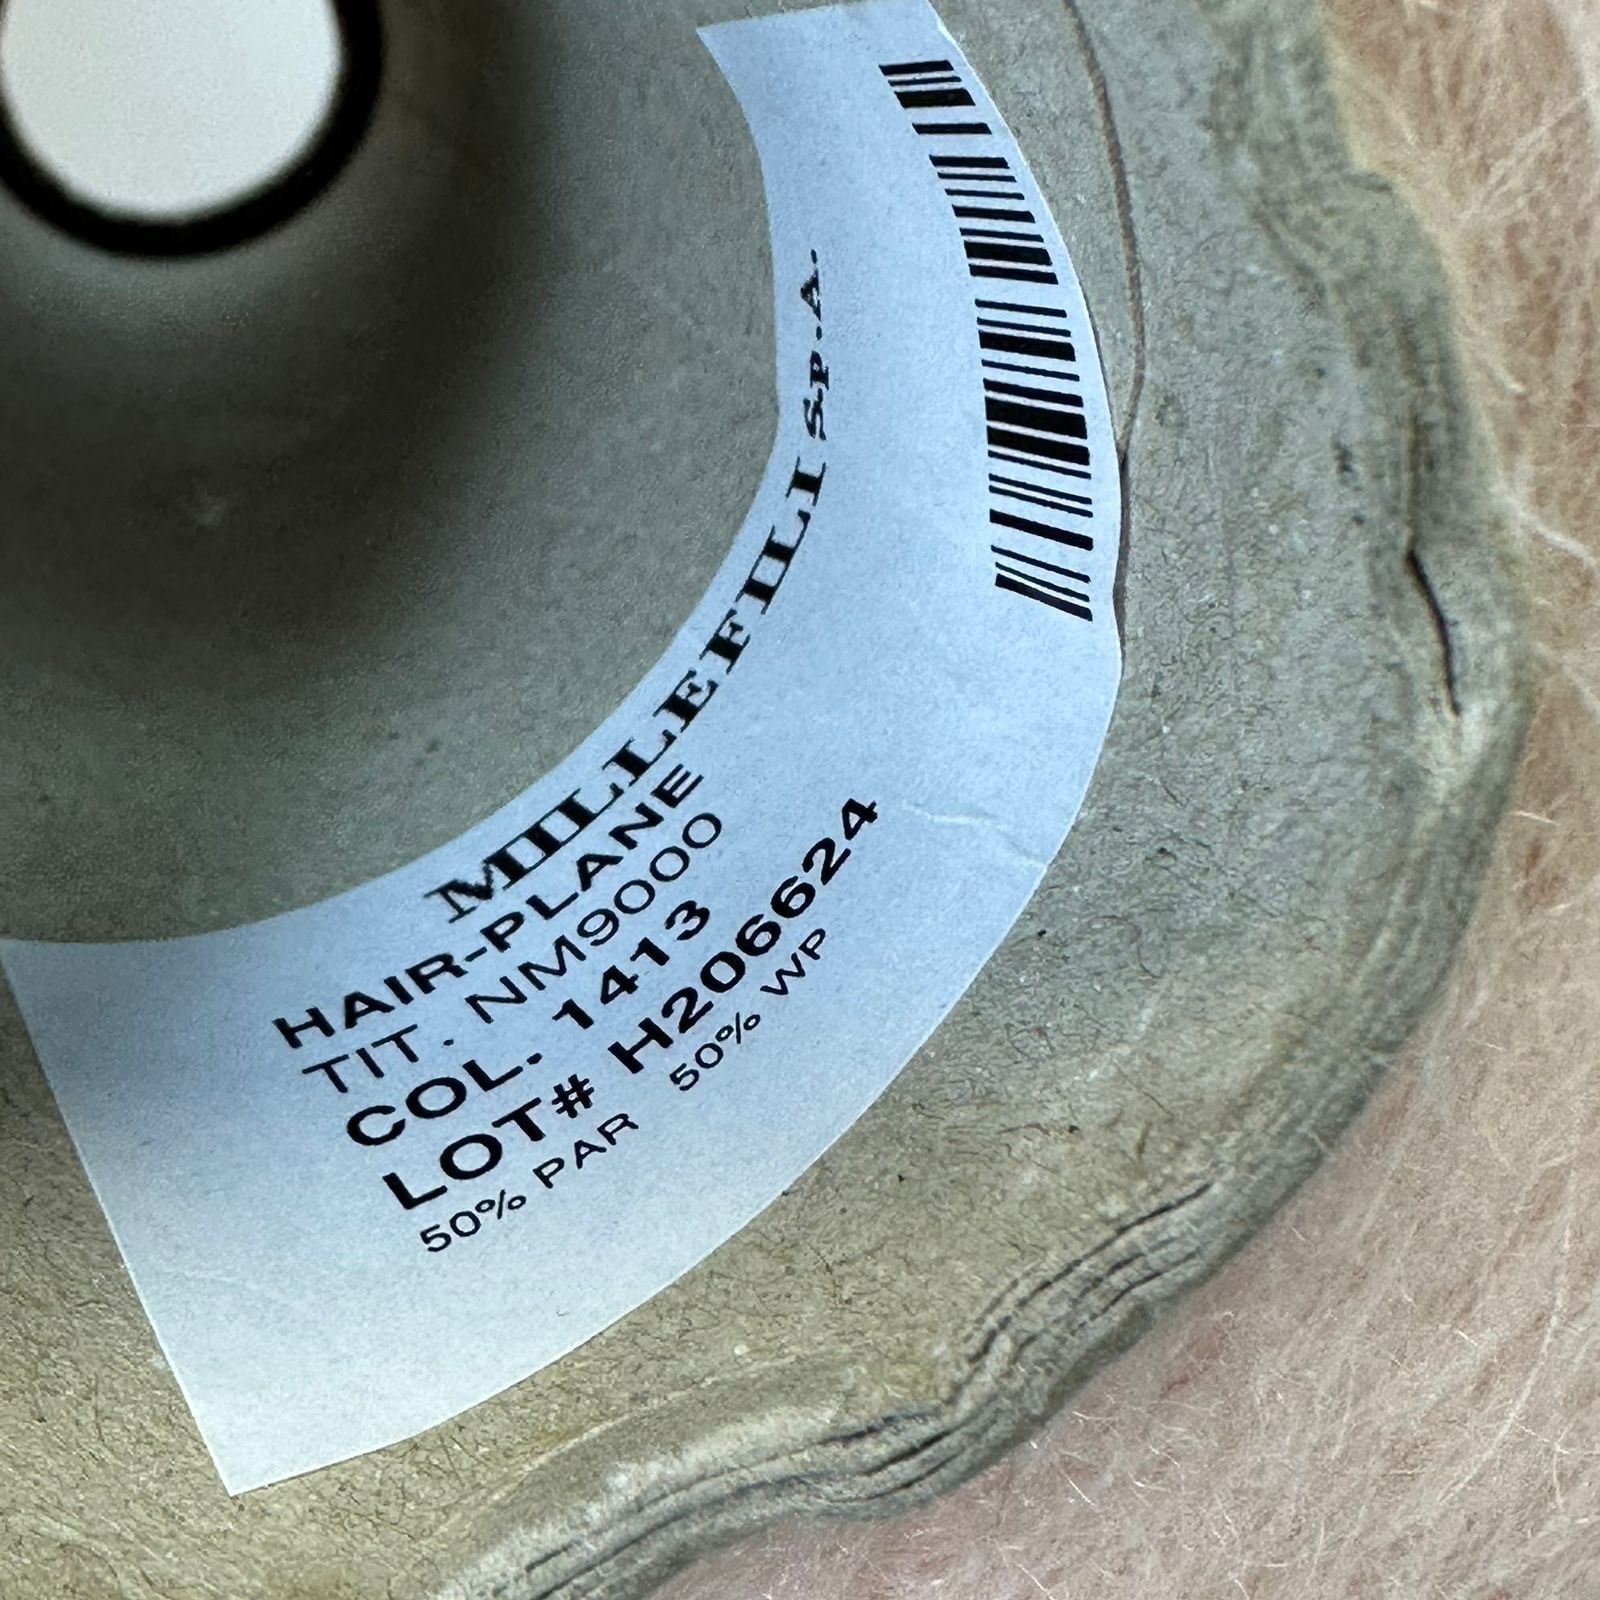 MILLEFILI S.p.A.
HAIR-PLANE
TIT. NM9000
COL. 1413
LOT# H206624
50% PAR 50% WP